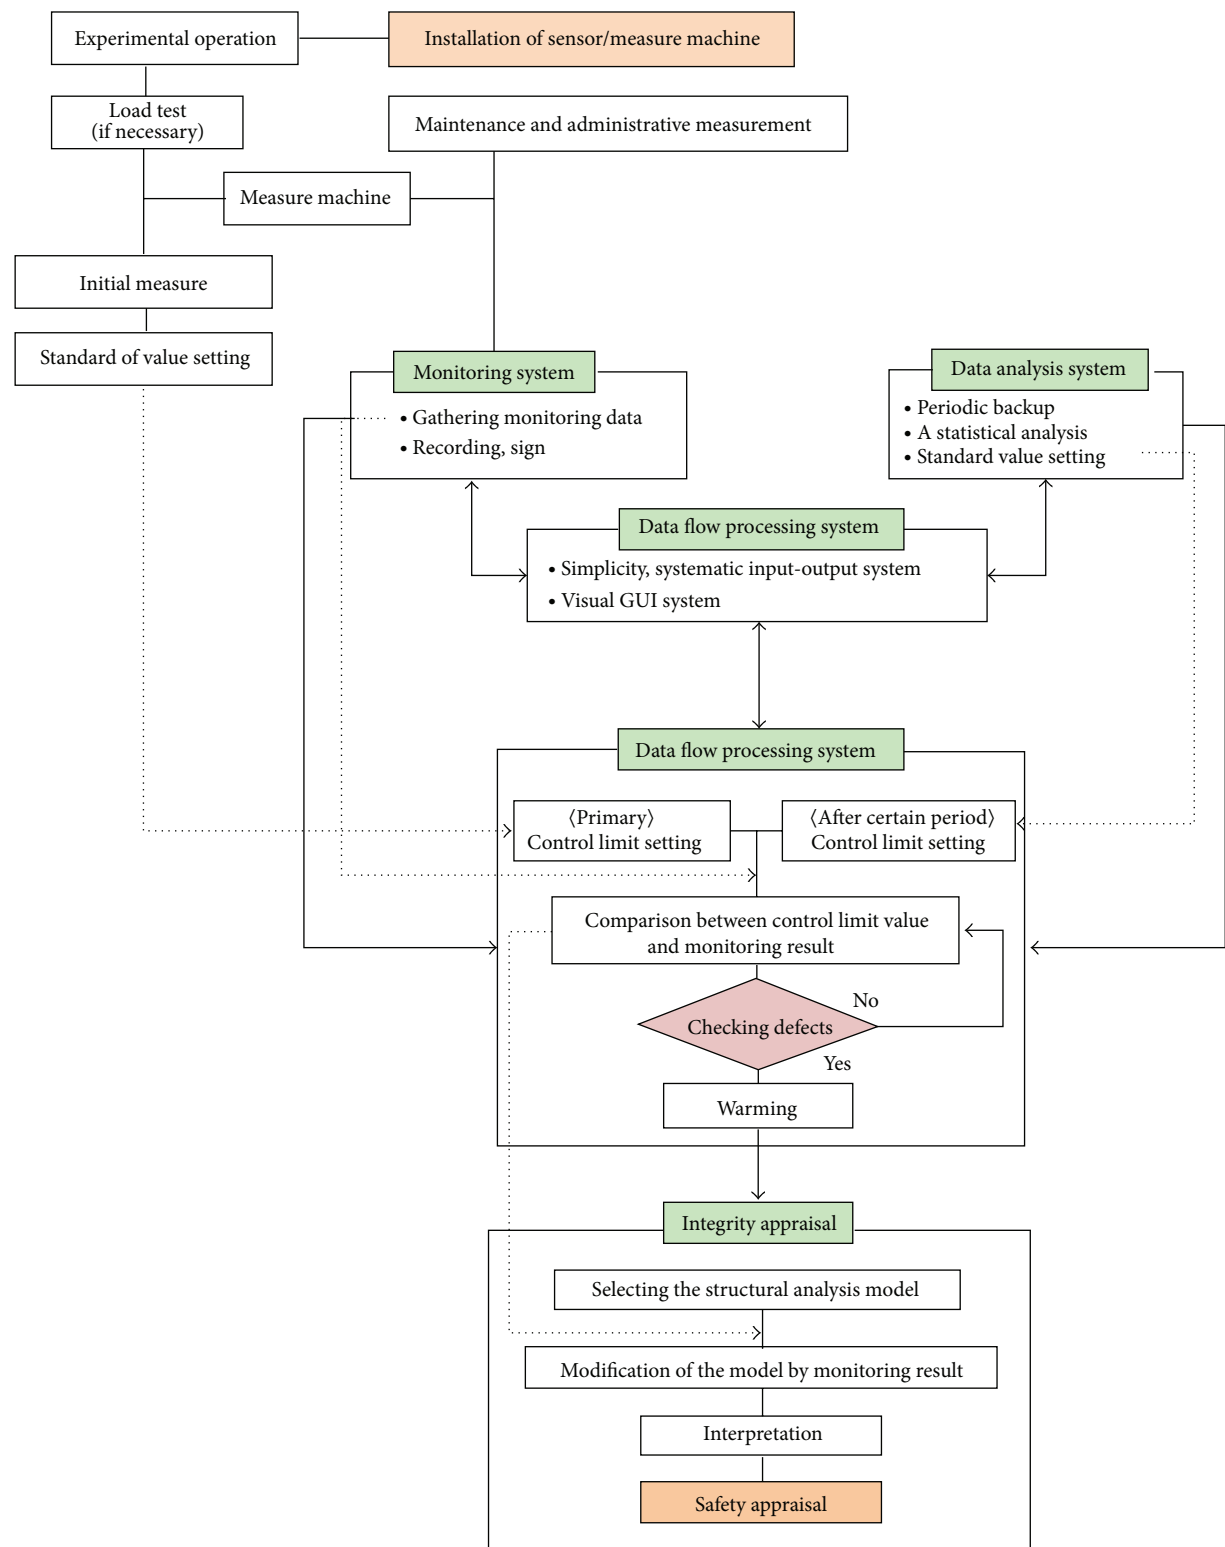 Experimental operation
Installation of sensor/measure machine
Load test
(if necessary)
Maintenance and administrative measurement
Measure machine
Initial measure
Standard of value setting
Monitoring system
• Gathering monitoring data
• Recording, sign
Data analysis system
• Periodic backup
• A statistical analysis
• Standard value setting
Data flow processing system
• Simplicity, systematic input-output system
• Visual GUI system
Data flow processing system
⟨Primary⟩
Control limit setting
⟨After certain period⟩
Control limit setting
Comparison between control limit value
and monitoring result
No
Checking defects
Yes
Warming
Integrity appraisal
Selecting the structural analysis model
Modification of the model by monitoring result
Interpretation
Safety appraisal